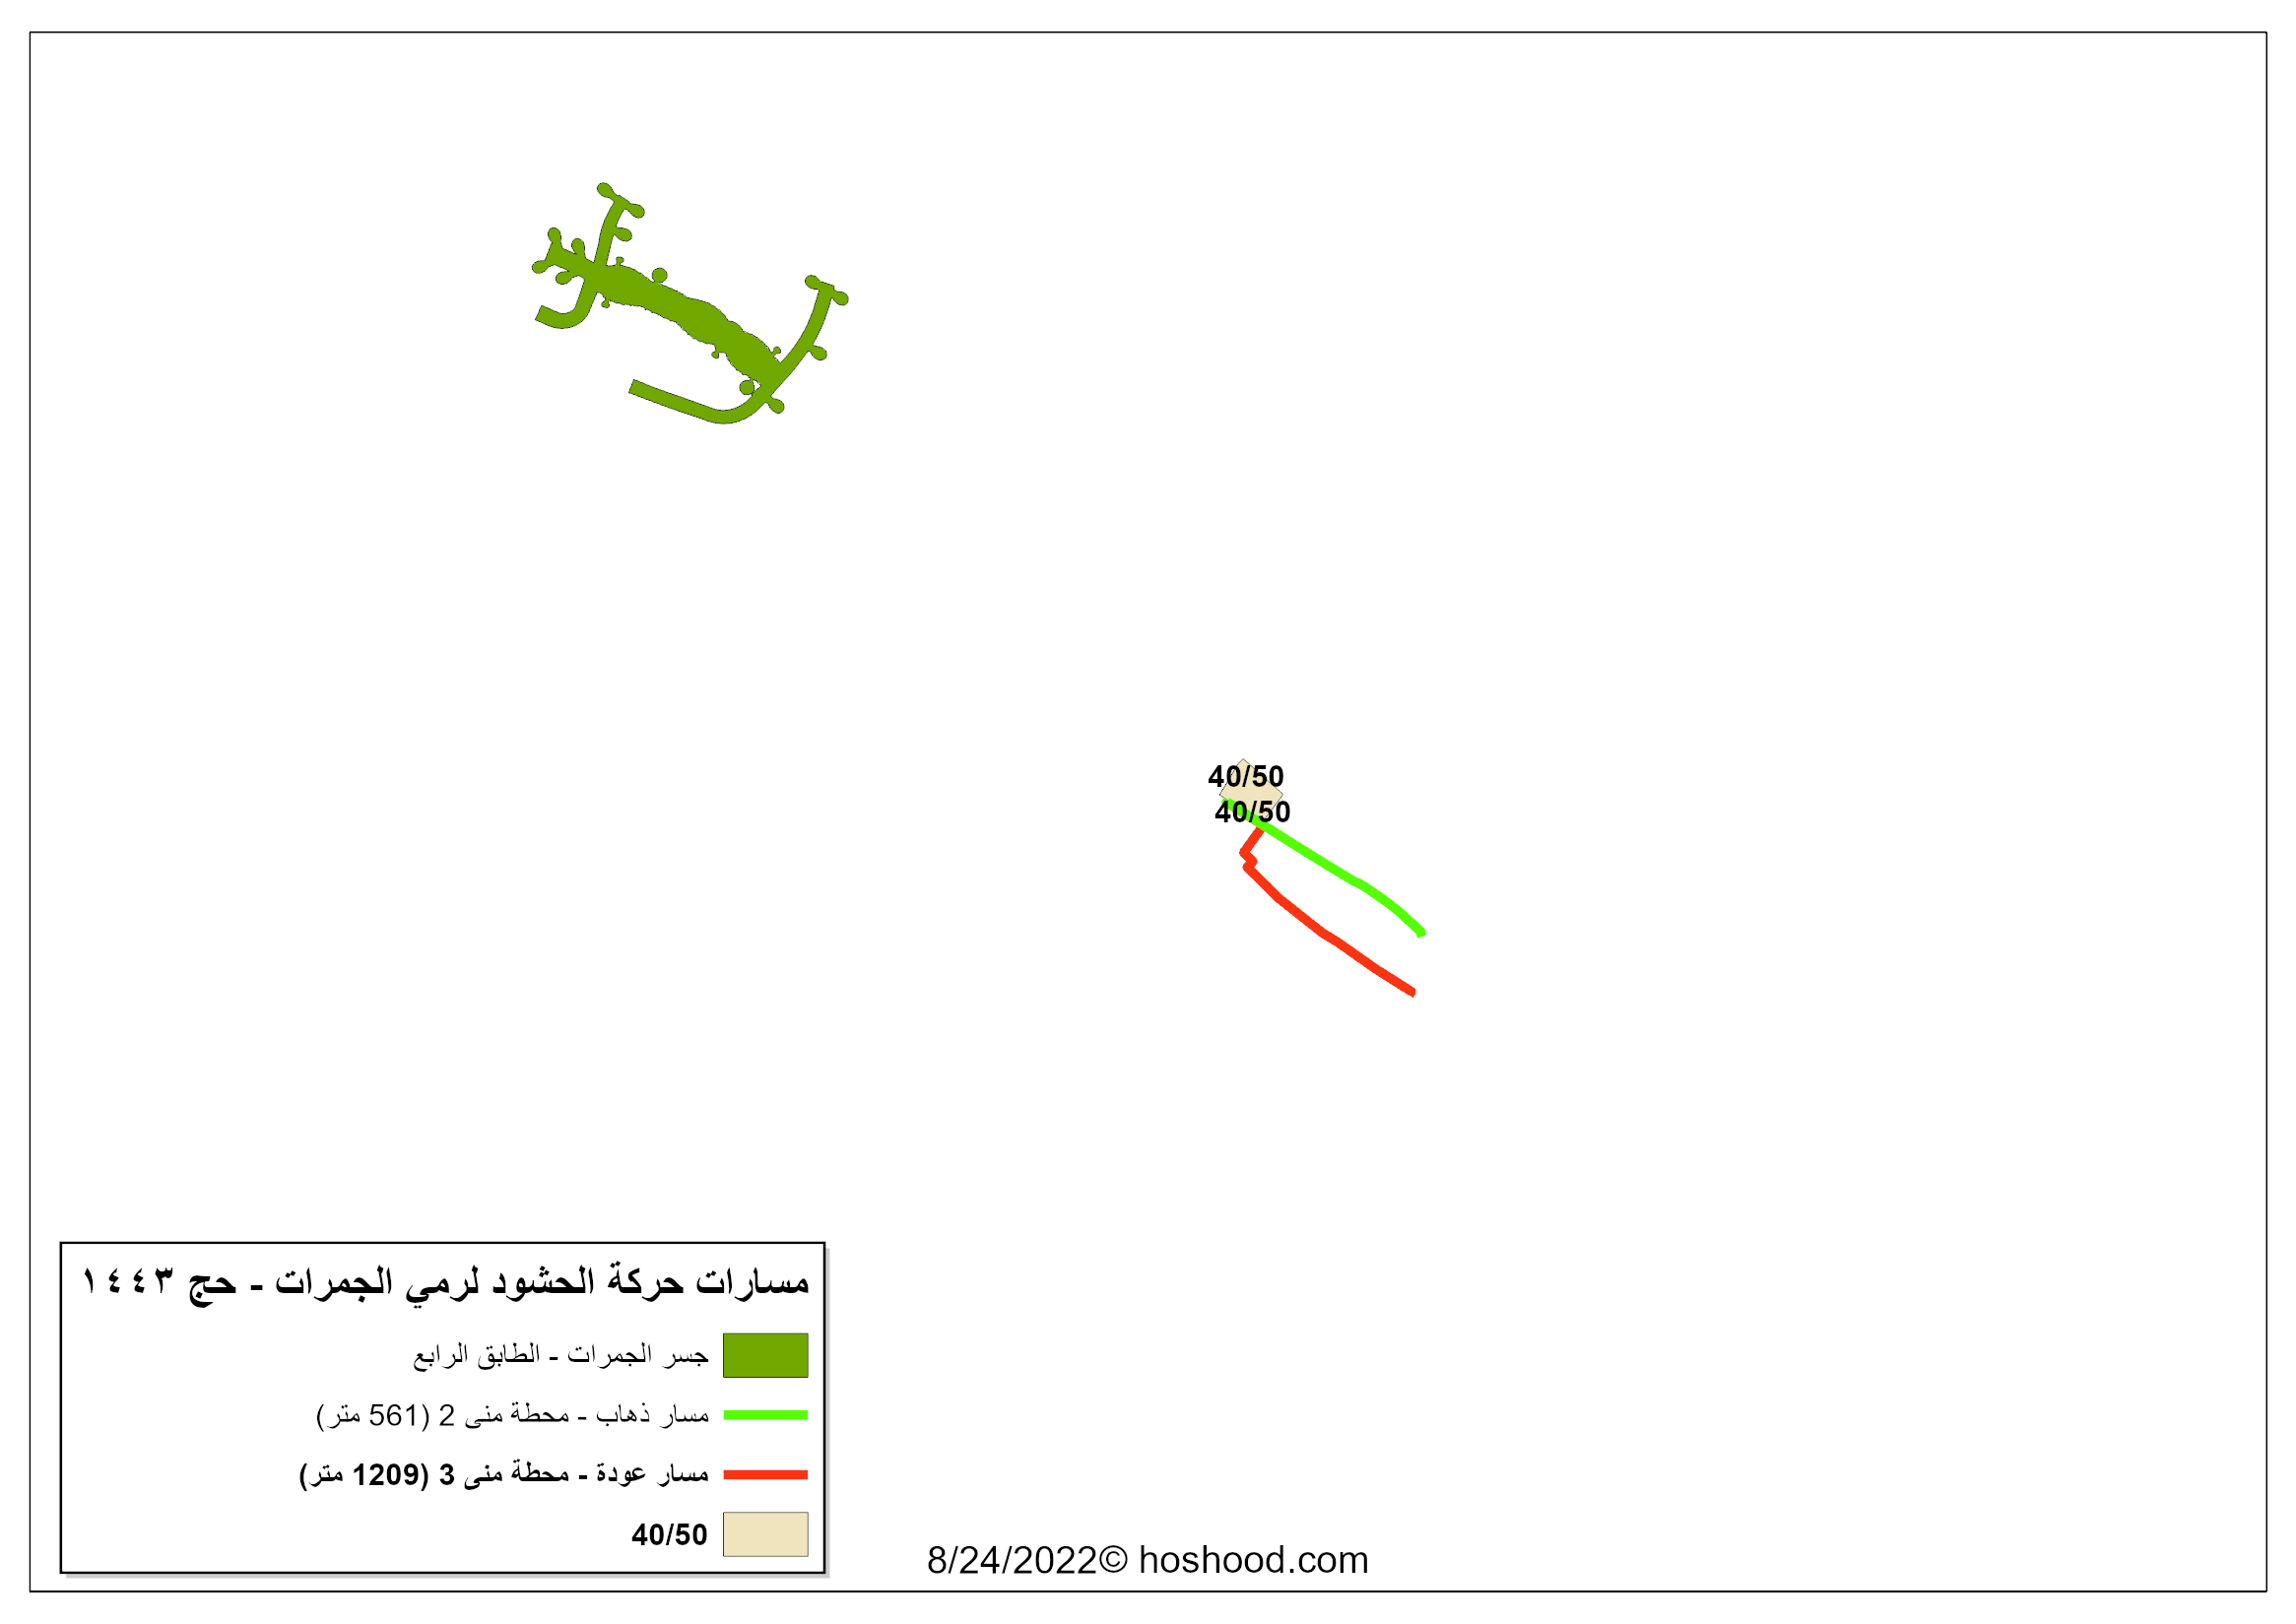 40/50
40/50
مسارات حركة الحشود لرمي الجمرات - حج ١٤٤٣
جسر الجمرات - الطابق الرابع
مسار ذهاب - محطة منى 2 (561 متر)
مسار عودة - محطة منى 3 (1209 متر)
40/50
8/24/2022© hoshood.com